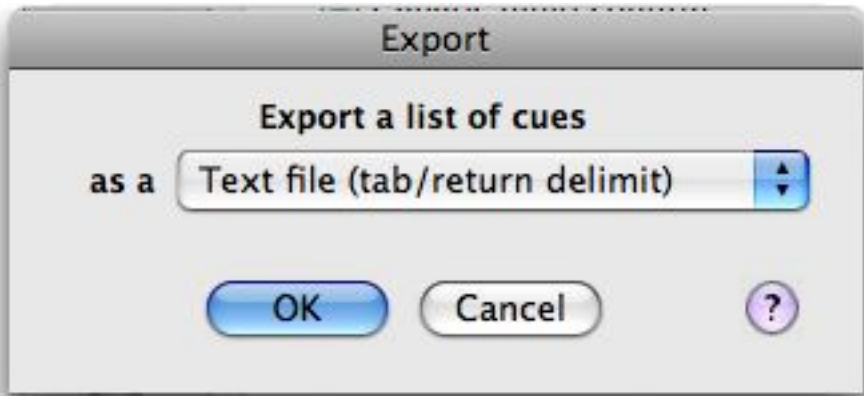 Export
Export a list of cues
as a Text file (tab/return delimit)
OK Cancel ?